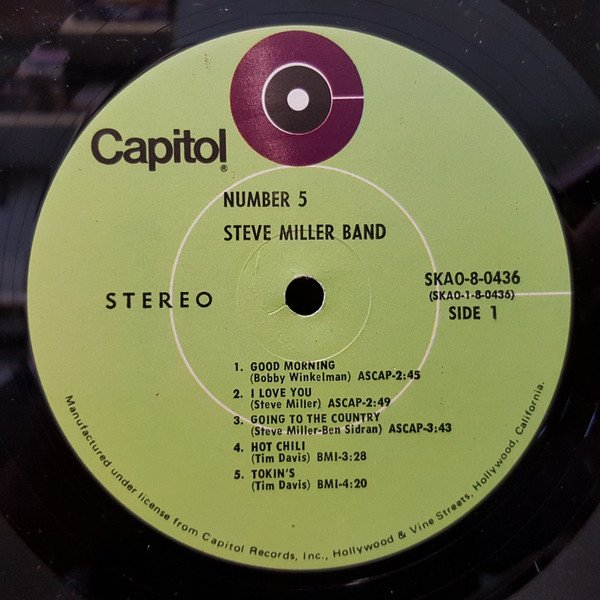 Capitol®
NUMBER 5
STEVE MILLER BAND
STEREO
SKAO-8-0436
(SKAO-1-8-0436)
SIDE 1
1. GOOD MORNING
(Bobby Winkelman) ASCAP-2:45
2. I LOVE YOU
(Steve Miller) ASCAP-2:49
3. GOING TO THE COUNTRY
(Steve Miller-Ben Sidran) ASCAP-3:43
4. HOT CHILI
(Tim Davis) BMI-3:28
5. TOKIN'S
(Tim Davis) BMI-4:20
Manufactured under license from Capitol Records, Inc., Hollywood & Vine Streets, Hollywood, California.